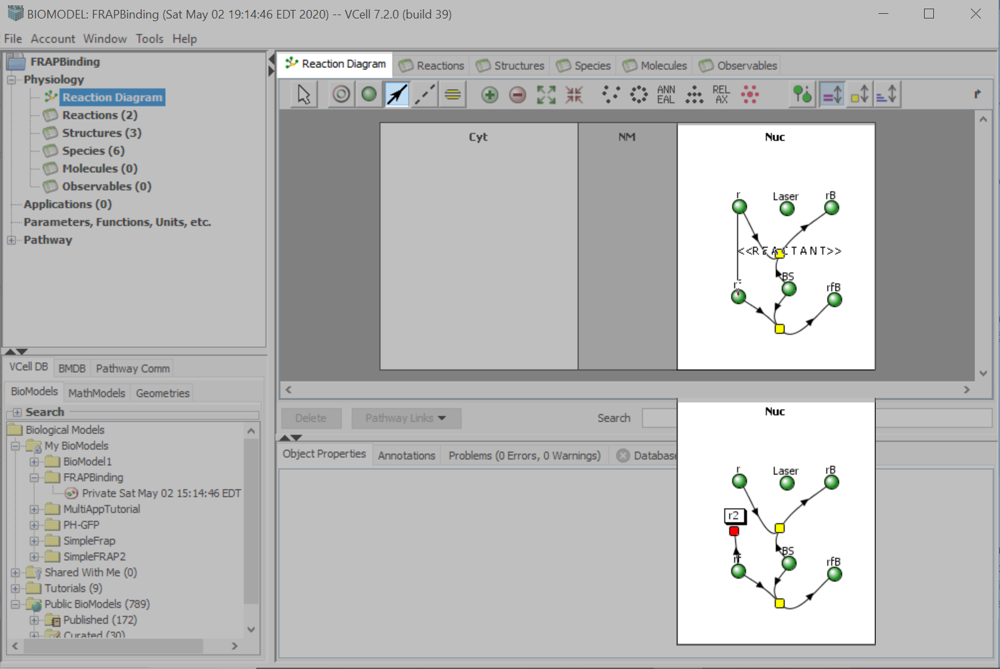 BIOMODEL: FRAPBinding (Sat May 02 19:14:46 EDT 2020) -- VCell 7.2.0 (build 39)
File Account Window Tools Help
FRAPBinding
Physiology
Reaction Diagram
Reactions (2)
Structures (3)
Species (6)
Molecules (0)
Observables (0)
Applications (0)
Parameters, Functions, Units, etc.
Pathway
VCell DB BMDB Pathway Comm
BioModels MathModels Geometries
Search
Biological Models
My BioModels
BioModel1
FRAPBinding
Private Sat May 02 15:14:46 EDT
MultiAppTutorial
PH-GFP
SimpleFrap
SimpleFRAP2
Shared With Me (0)
Tutorials (9)
Public BioModels (789)
Published (172)
Curated (30)
Reaction Diagram Reactions Structures Species Molecules Observables
ANN
EAL
REL
AX
Cyt NM Nuc
r Laser rB
<<REACTANT>>
BS
rfB
Delete Pathway Links Search
Object Properties Annotations Problems (0 Errors, 0 Warnings) Database
Nuc
r Laser rB
r2
BS
rf rfB